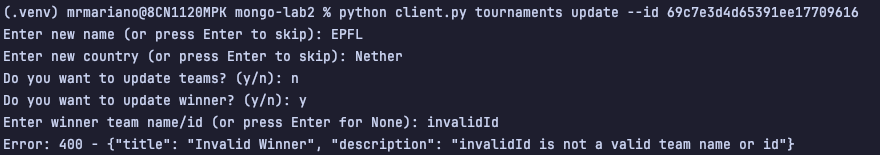 (.venv) mrmariano@8CN1120MPK mongo-lab2 % python client.py tournaments update --id 69c7e3d4d65391ee17709616
Enter new name (or press Enter to skip): EPFL
Enter new country (or press Enter to skip): Nether
Do you want to update teams? (y/n): n
Do you want to update winner? (y/n): y
Enter winner team name/id (or press Enter for None): invalidId
Error: 400 - {"title": "Invalid Winner", "description": "invalidId is not a valid team name or id"}